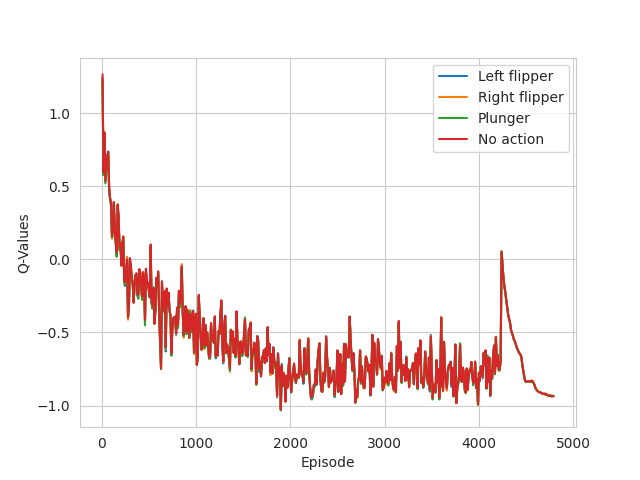 Left flipper
Right flipper
Plunger
No action
1.0
0.5
0.0
−0.5
−1.0
Q-Values
0
1000
2000
3000
4000
5000
Episode